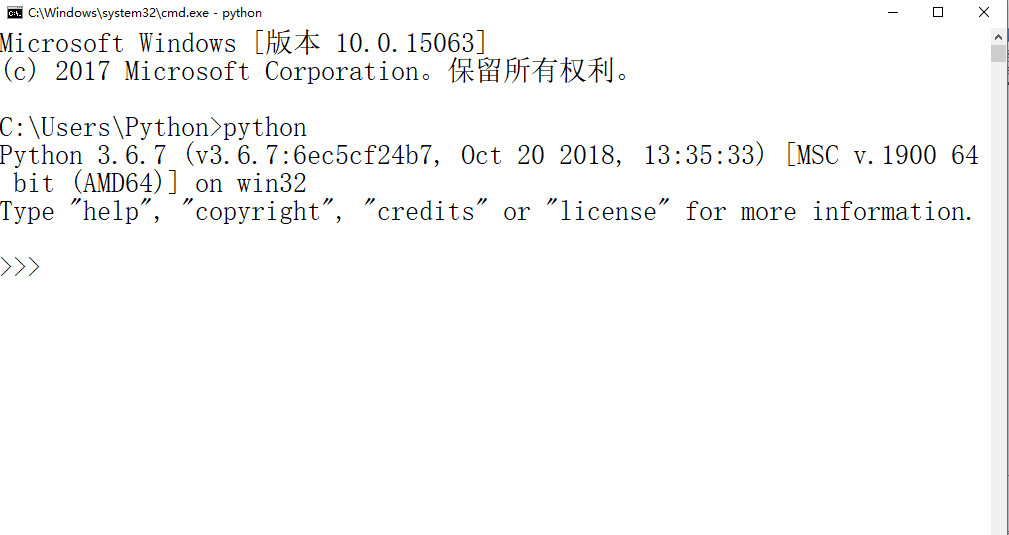 C:\Windows\system32\cmd.exe - python
Microsoft Windows [版本 10.0.15063]
(c) 2017 Microsoft Corporation。保留所有权利。
C:\Users\Python>python
Python 3.6.7 (v3.6.7:6ec5cf24b7, Oct 20 2018, 13:35:33) [MSC v.1900 64
bit (AMD64)] on win32
Type "help", "copyright", "credits" or "license" for more information.
>>>